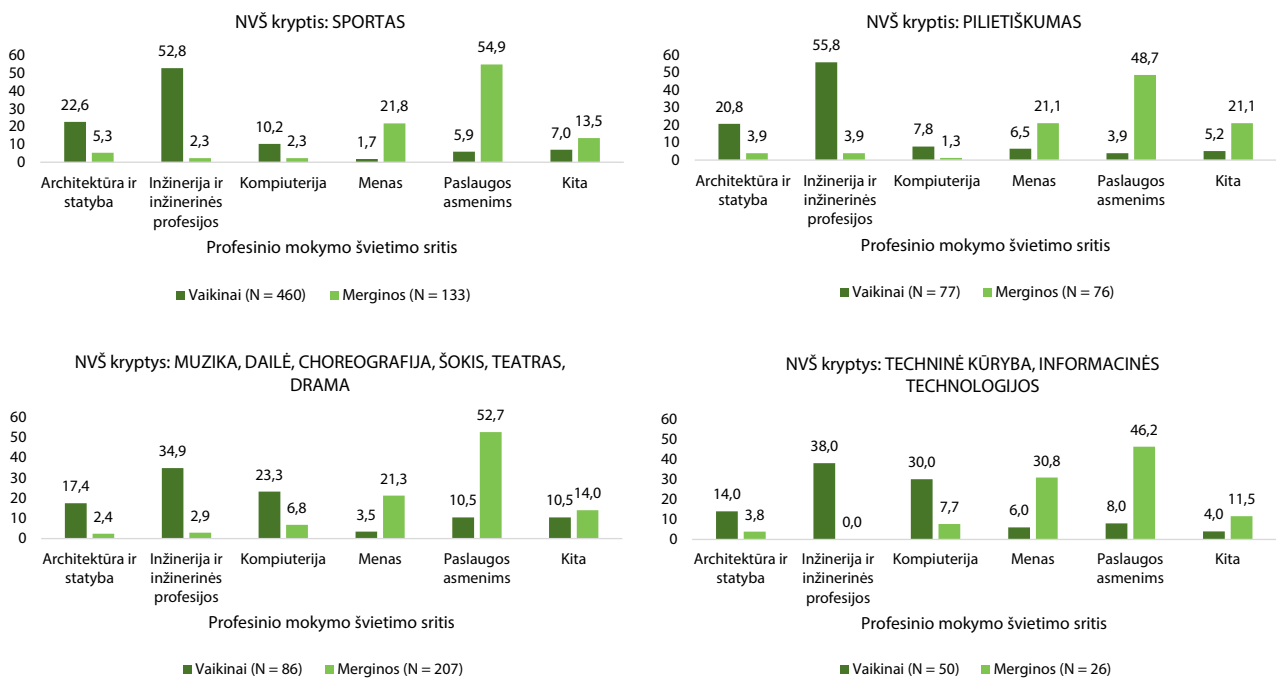 NVŠ kryptis: SPORTAS
60
50
40
30
20
10
0
22,6
5,3
52,8
2,3
10,2
2,3
1,7
21,8
5,9
54,9
7,0
13,5
Architektūra ir
statyba
Inžinerija ir
inžinerinės
profesijos
Kompiuterija
Menas
Paslaugos
asmenims
Kita
Profesinio mokymo švietimo sritis
Vaikinai (N = 460) Merginos (N = 133)
NVŠ kryptis: PILIETIŠKUMAS
60
50
40
30
20
10
0
20,8
3,9
55,8
3,9
7,8
1,3
6,5
21,1
3,9
48,7
5,2
21,1
Architektūra ir
statyba
Inžinerija ir
inžinerinės
profesijos
Kompiuterija
Menas
Paslaugos
asmenims
Kita
Profesinio mokymo švietimo sritis
Vaikinai (N = 77) Merginos (N = 76)
NVŠ kryptys: MUZIKA, DAILĖ, CHOREOGRAFIJA, ŠOKIS, TEATRAS,
DRAMA
60
50
40
30
20
10
0
17,4
2,4
34,9
2,9
23,3
6,8
3,5
21,3
10,5
52,7
10,5
14,0
Architektūra ir
statyba
Inžinerija ir
inžinerinės
profesijos
Kompiuterija
Menas
Paslaugos
asmenims
Kita
Profesinio mokymo švietimo sritis
Vaikinai (N = 86) Merginos (N = 207)
NVŠ kryptys: TECHNINĖ KŪRYBA, INFORMACINĖS
TECHNOLOGIJOS
60
50
40
30
20
10
0
14,0
3,8
38,0
0,0
30,0
7,7
6,0
30,8
8,0
46,2
4,0
11,5
Architektūra ir
statyba
Inžinerija ir
inžinerinės
profesijos
Kompiuterija
Menas
Paslaugos
asmenims
Kita
Profesinio mokymo švietimo sritis
Vaikinai (N = 50) Merginos (N = 26)